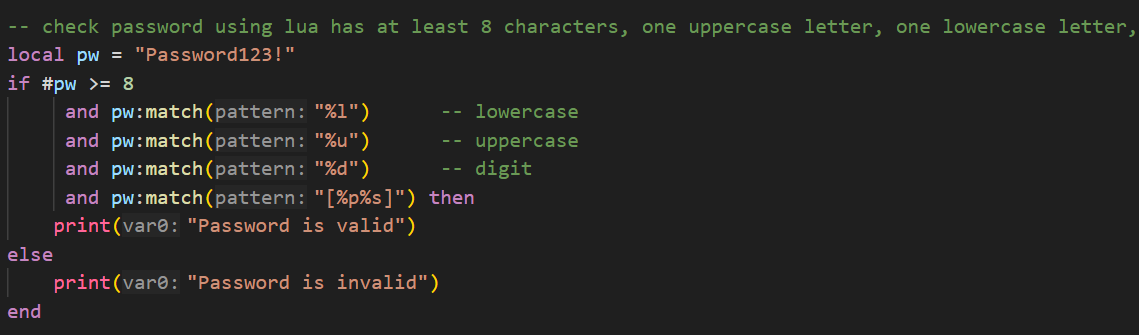 -- check password using lua has at least 8 characters, one uppercase letter, one lowercase letter,
local pw = "Password123!"
if #pw >= 8
and pw:match(pattern: "%l") -- lowercase
and pw:match(pattern: "%u") -- uppercase
and pw:match(pattern: "%d") -- digit
and pw:match(pattern: "[%p%s]") then
print(var0: "Password is valid")
else
print(var0: "Password is invalid")
end